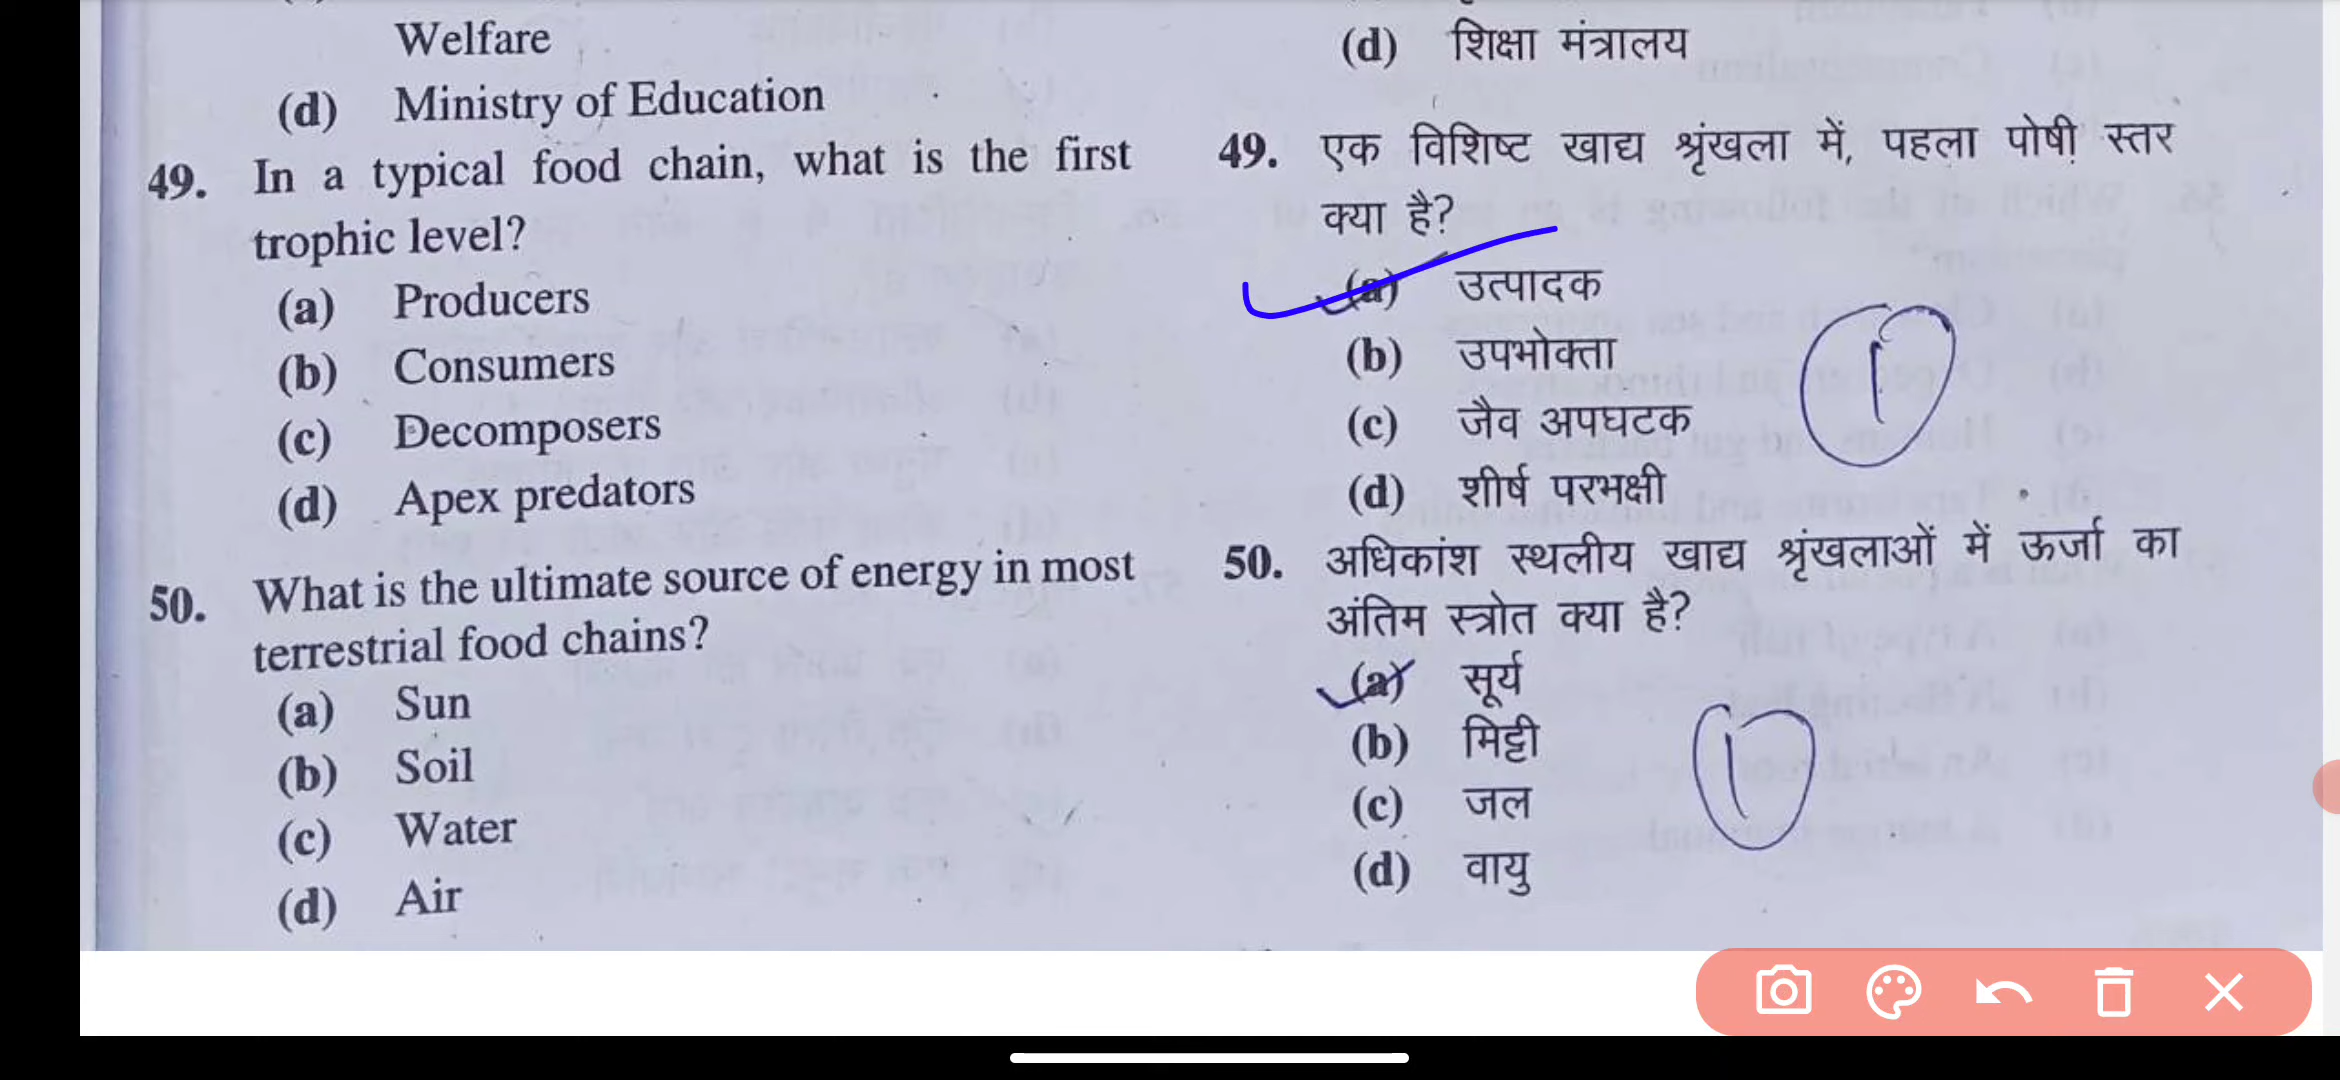 Welfare
(d) Ministry of Education
49. In a typical food chain, what is the first
trophic level?
(a) Producers
(b) Consumers
(c) Decomposers
(d) Apex predators
50. What is the ultimate source of energy in most
terrestrial food chains?
(a) Sun
(b) Soil
(c) Water
(d) Air
(d) शिक्षा मंत्रालय
49. एक विशिष्ट खाद्य श्रृंखला में, पहला पोषी स्तर
क्या है?
(a) उत्पादक
(b) उपभोक्ता
(c) जैव अपघटक
(d) शीर्ष परभक्षी
1
50. अधिकांश स्थलीय खाद्य श्रृंखलाओं में ऊर्जा का
अंतिम स्त्रोत क्या है?
(a) सूर्य
(b) मिट्टी
(c) जल
(d) वायु
1